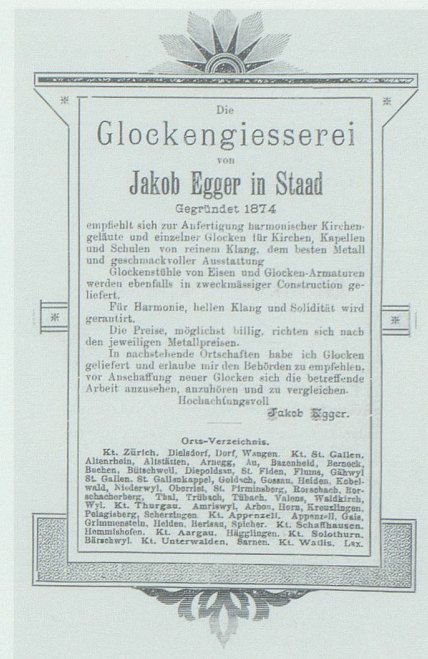 Die
Glockengiesserei
von
Jakob Egger in Staad
Gegründet 1874
empfiehlt sich zur Anfertigung harmonischer Kirchen-
geläute und einzelner Glocken für Kirchen, Kapellen
und Schulen von reinem Klang, dem besten Metall
und geschmackvoller Ausstattung
Glockenstühle von Eisen und Glocken-Armaturen
werden ebenfalls in zweckmässiger Construction ge-
liefert.
Für Harmonie, hellen Klang und Solidität wird
gerantirt.
Die Preise, möglichst billig, richten sich nach
den jeweiligen Metallpreisen.
In nachstehende Ortschaften habe ich Glocken
geliefert und erlaube mir den Behörden zu empfehlen,
vor Anschaffung neuer Glocken sich die betreffende
Arbeit anzusehen, anzuhören und zu vergleichen.
Hochachtungsvoll
Jakob Egger.
Orts-Verzeichnis.
Kt. Zürich, Dielsdorf, Dorf, Wangen. Kt. St. Gallen,
Altenrhein, Altstätten, Arnegg, Au, Bazenheid, Berneck,
Buchen, Bütschwell, Diepoldsau, St. Fiden, Flums, Gähwyl
St. Gallen, St. Gallenkappel, Goldach, Gossau, Heiden, Kobel-
wald, Niederwyl, Oberriet, St. Pirminsberg, Rorschach, Ror-
schacherberg, Thal, Trübach, Tübach, Valens, Waldkirch,
Wyl. Kt. Thurgau. Amriswyl, Arbon, Horn, Kreuzlingen,
Pelagisberg, Scherzingen. Kt. Appenzell. Appenzell, Gais,
Grimmenstein, Heiden, Herisau, Speicher. Kt. Schaffhausen.
Hemmishofen. Kt. Aargau. Hägglingen. Kt. Solothurn.
Bärschwyl. Kt. Unterwalden, Sarnen. Kt. Wallis. Lax.